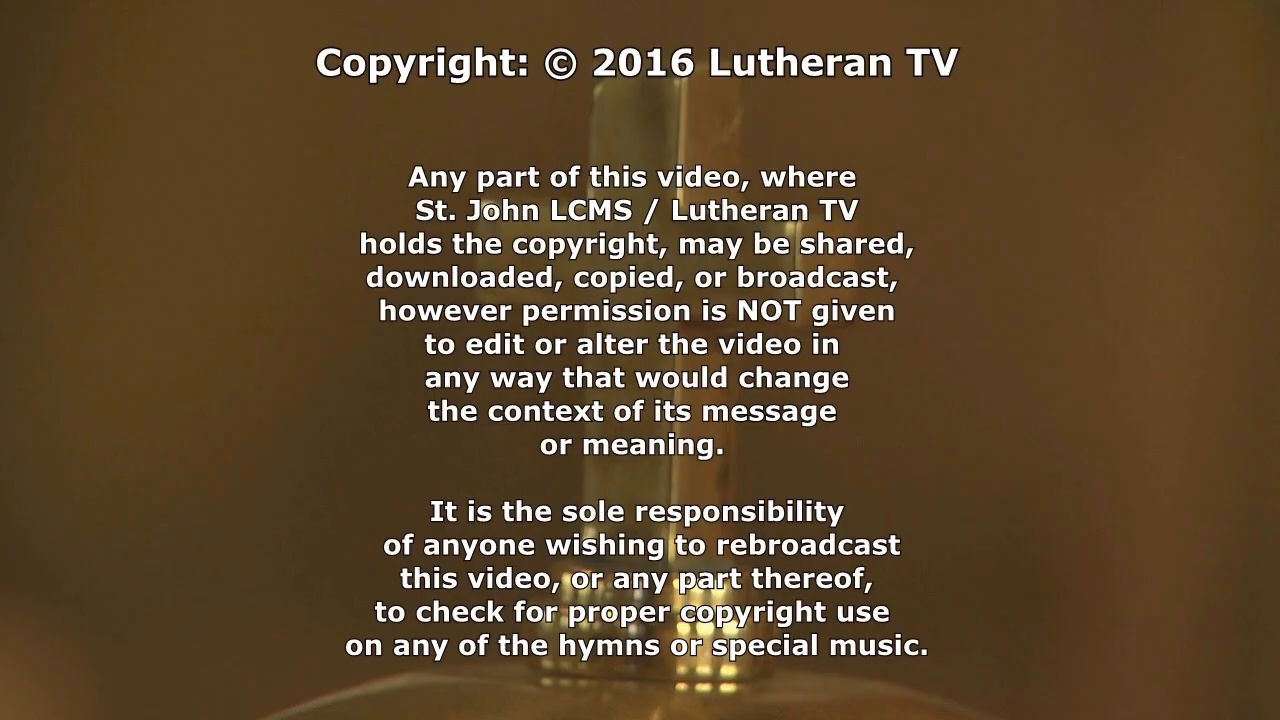 Copyright: © 2016 Lutheran TV
Any part of this video, where
St. John LCMS / Lutheran TV
holds the copyright, may be shared,
downloaded, copied, or broadcast,
however permission is NOT given
to edit or alter the video in
any way that would change
the context of its message
or meaning.
It is the sole responsibility
of anyone wishing to rebroadcast
this video, or any part thereof,
to check for proper copyright use
on any of the hymns or special music.